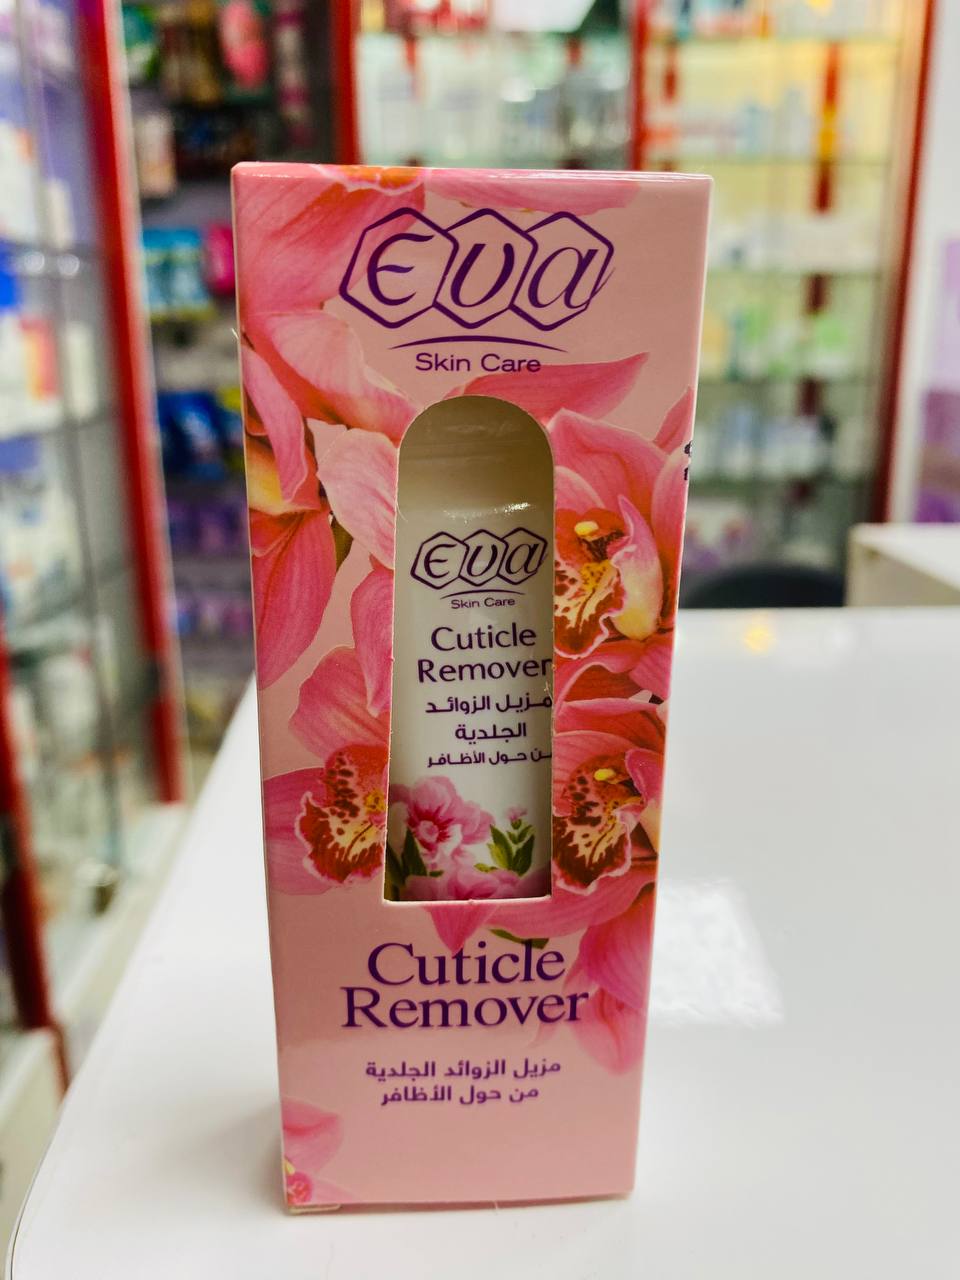 Eva
Skin Care
Eva
Skin Care
Cuticle
Remover
مزيل الزوائد
الجلدية
من حول الأظافر
Cuticle
Remover
مزيل الزوائد الجلدية
من حول الأظافر